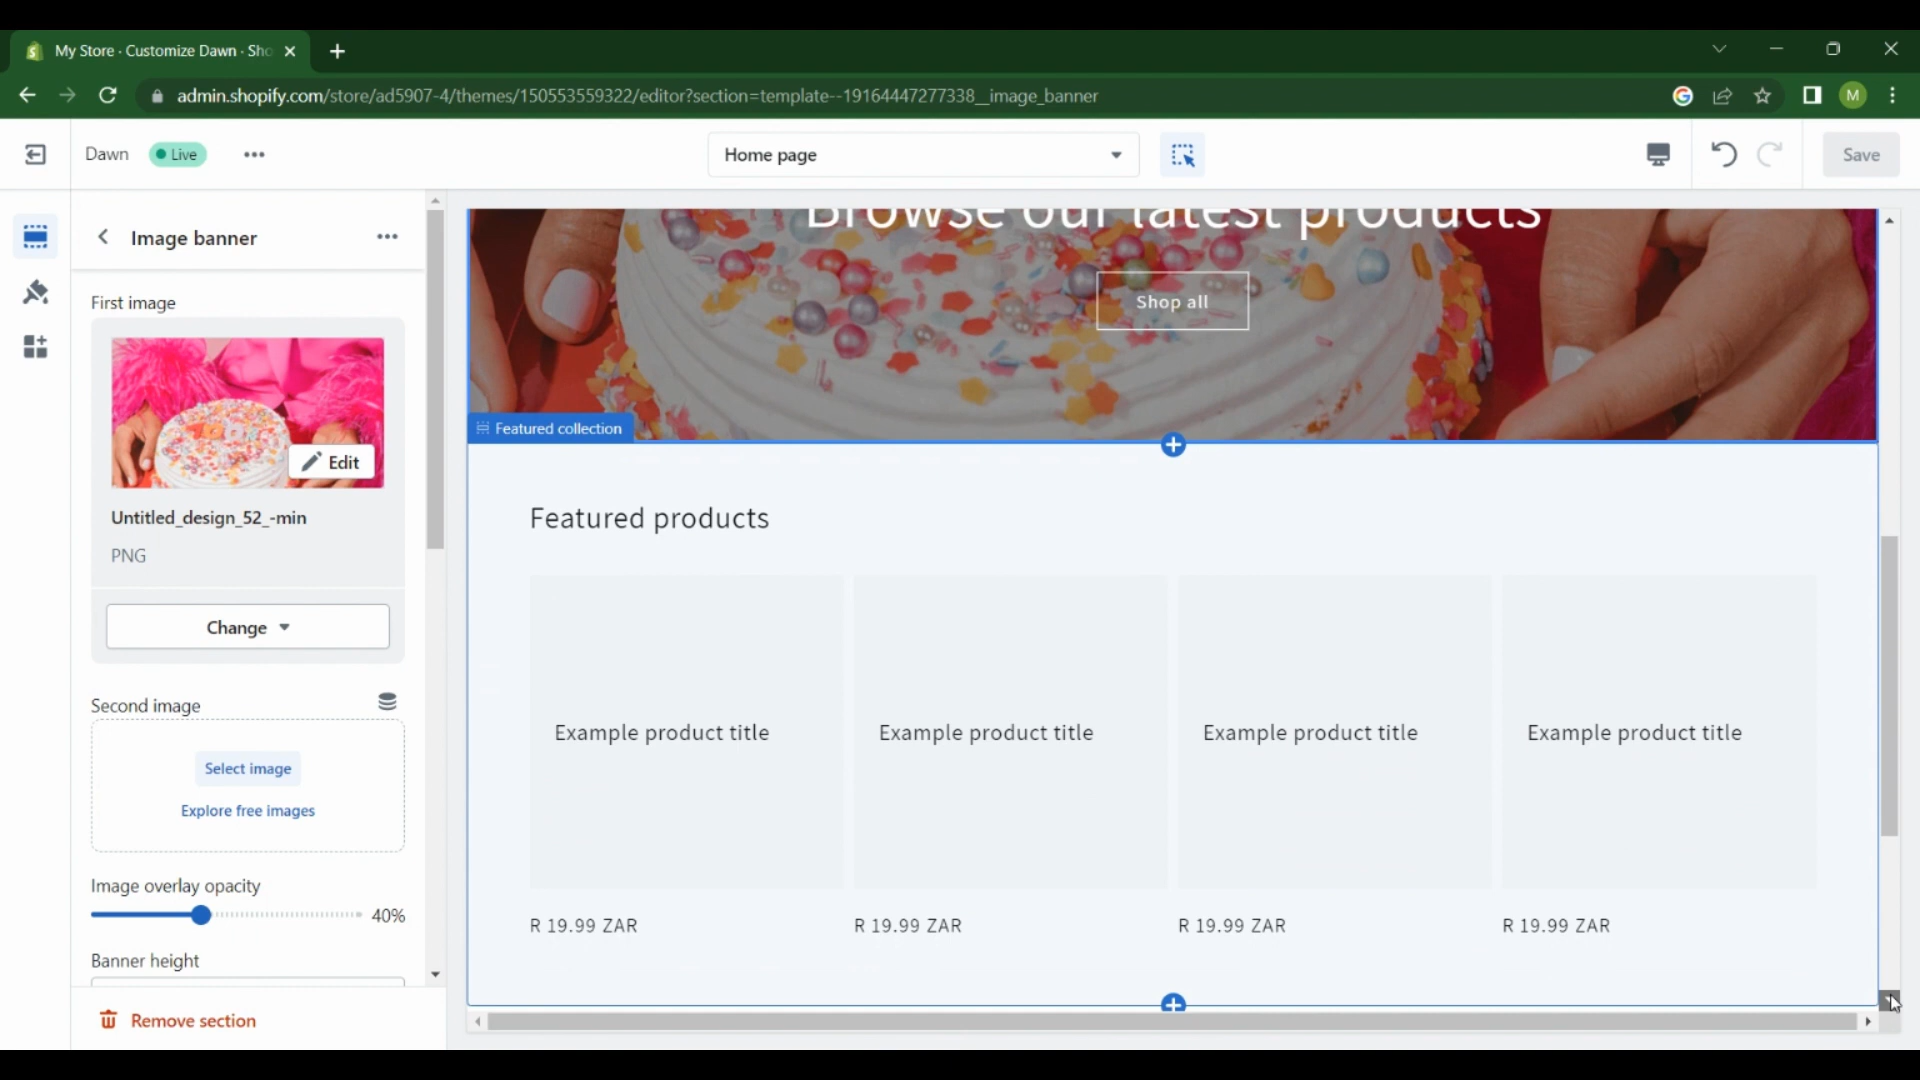 My Store · Customize Dawn · Sho
admin.shopify.com/store/ad5907-4/themes/150553559322/editor?section=template--19164447277338__image_banner
M
Dawn
Live
Home page
Save
Image banner
First image
Edit
Untitled_design_52_-min
PNG
Change
Second image
Select image
Explore free images
Image overlay opacity
40%
Banner height
Remove section
Browse our latest products
Shop all
Featured collection
Featured products
Example product title
Example product title
Example product title
Example product title
R 19.99 ZAR
R 19.99 ZAR
R 19.99 ZAR
R 19.99 ZAR